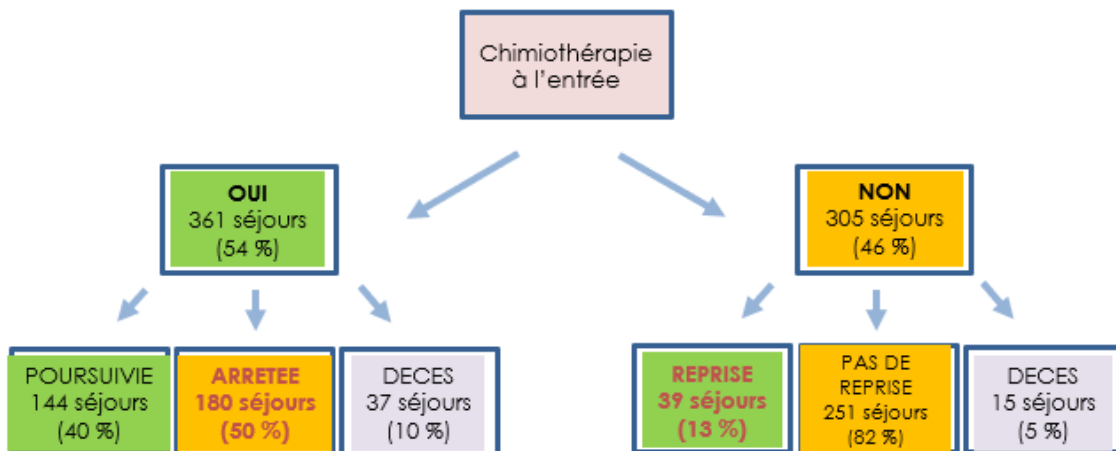 Chimiothérapie
à l'entrée
OUI
361 séjours
(54 %)
NON
305 séjours
(46 %)
POURSUIVIE
144 séjours
(40 %)
ARRETEE
180 séjours
(50 %)
DECES
37 séjours
(10 %)
REPRISE
39 séjours
(13 %)
PAS DE
REPRISE
251 séjours
(82 %)
DECES
15 séjours
(5 %)